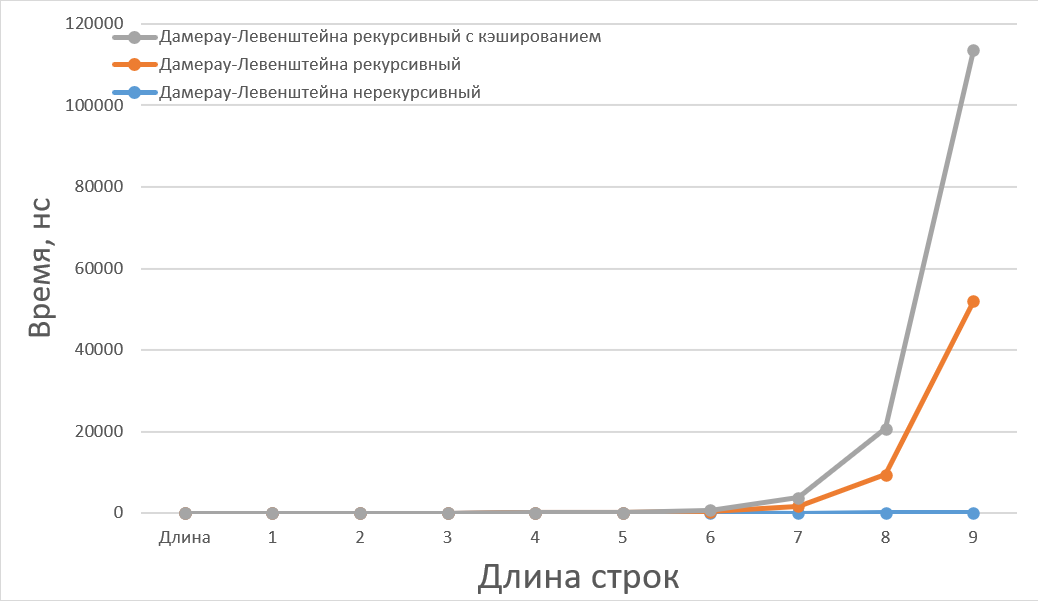 120000
Дамерау-Левенштейна рекурсивный с кэшированием
Дамерау-Левенштейна рекурсивный
Дамерау-Левенштейна нерекурсивный
100000
80000
60000
40000
20000
0
Время, нс
Длина 1 2 3 4 5 6 7 8 9
Длина строк